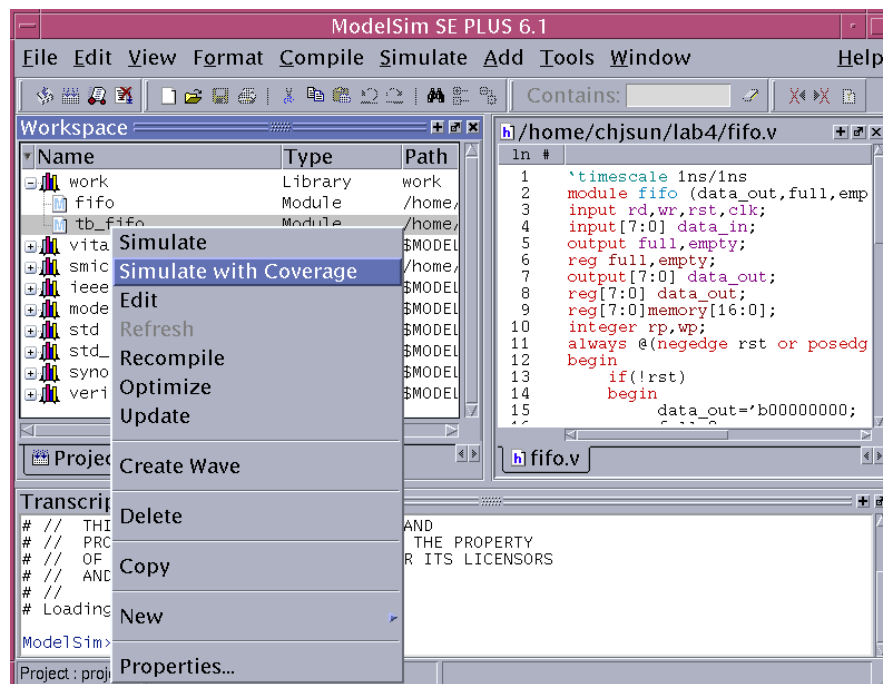 ModelSim SE PLUS 6.1
File Edit View Format Compile Simulate Add Tools Window Help
Contains:
Workspace
Name Type Path
work Library work
fifo Module /home/
tb_fifo Module /home/
vita $MODEL
smic /home/
ieee $MODEL
mode $MODEL
std $MODEL
std_ $MODEL
syno $MODEL
veri $MODEL
Projec
Simulate
Simulate with Coverage
Edit
Refresh
Recompile
Optimize
Update
Create Wave
Delete
Copy
New
Properties...
/home/chjsun/lab4/fifo.v
ln #
1 `timescale 1ns/1ns
2 module fifo (data_out,full,emp
3 input rd,wr,rst,clk;
4 input[7:0] data_in;
5 output full,empty;
6 reg full,empty;
7 output[7:0] data_out;
8 reg[7:0] data_out;
9 reg[7:0]memory[16:0];
10 integer rp,wp;
11 always @(negedge rst or posedg
12 begin
13 if(!rst)
14 begin
15 data_out='b00000000;
fifo.v
Transcrip
# // THI AND
# // PRO THE PROPERTY
# // OF R ITS LICENSORS
# // AND
# //
# Loading
ModelSim>
Project : proj